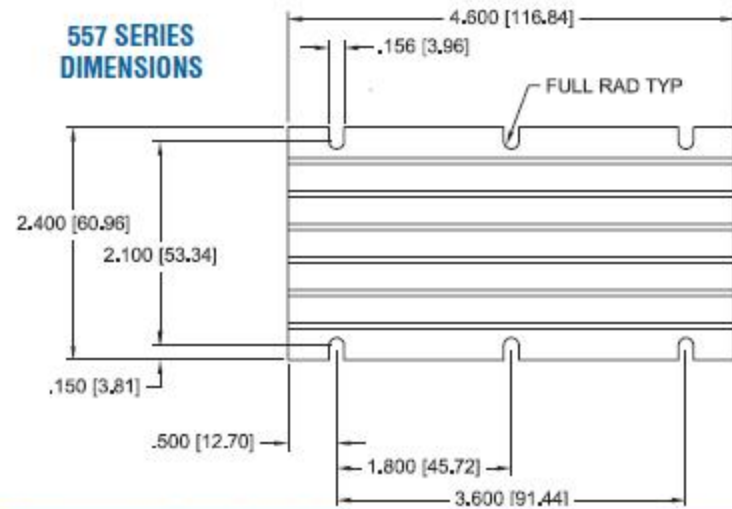 557 SERIES
DIMENSIONS
4.600 [116.84]
.156 [3.96]
FULL RAD TYP
2.400 [60.96]
2.100 [53.34]
.150 [3.81]
.500 [12.70]
1.800 [45.72]
3.600 [91.44]